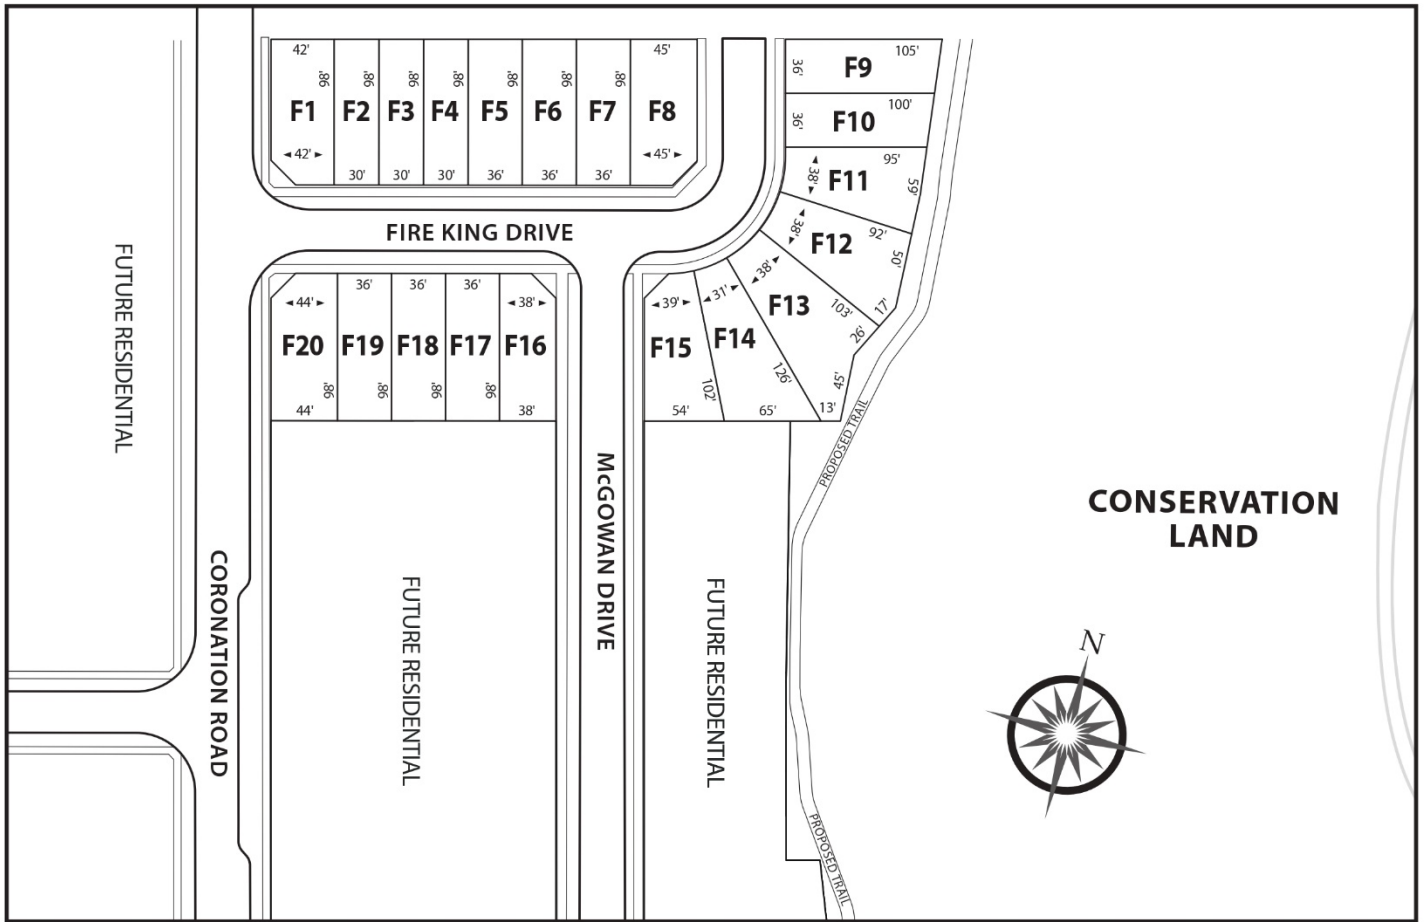 42'
45'
98'
98'
98'
98'
98'
98'
98'
F1
F2
F3
F4
F5
F6
F7
F8
42'
30'
30'
30'
36'
36'
36'
45'
105'
36'
F9
100'
36'
F10
95'
38'
F11
59'
38'
F12
92'
50'
17'
FIRE KING DRIVE
38'
F13
103'
26'
45'
13'
31'
F14
126'
65'
39'
F15
102'
54'
44'
36'
36'
36'
38'
F20
F19
F18
F17
F16
98'
98'
98'
98'
44'
38'
FUTURE RESIDENTIAL
CORONATION ROAD
FUTURE RESIDENTIAL
McGOWAN DRIVE
FUTURE RESIDENTIAL
PROPOSED TRAIL
PROPOSED TRAIL
CONSERVATION
LAND
N